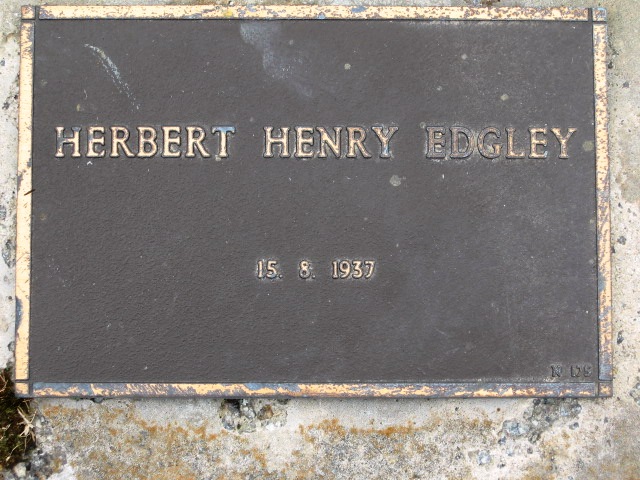 HERBERT HENRY EDGLEY
15. 8. 1937